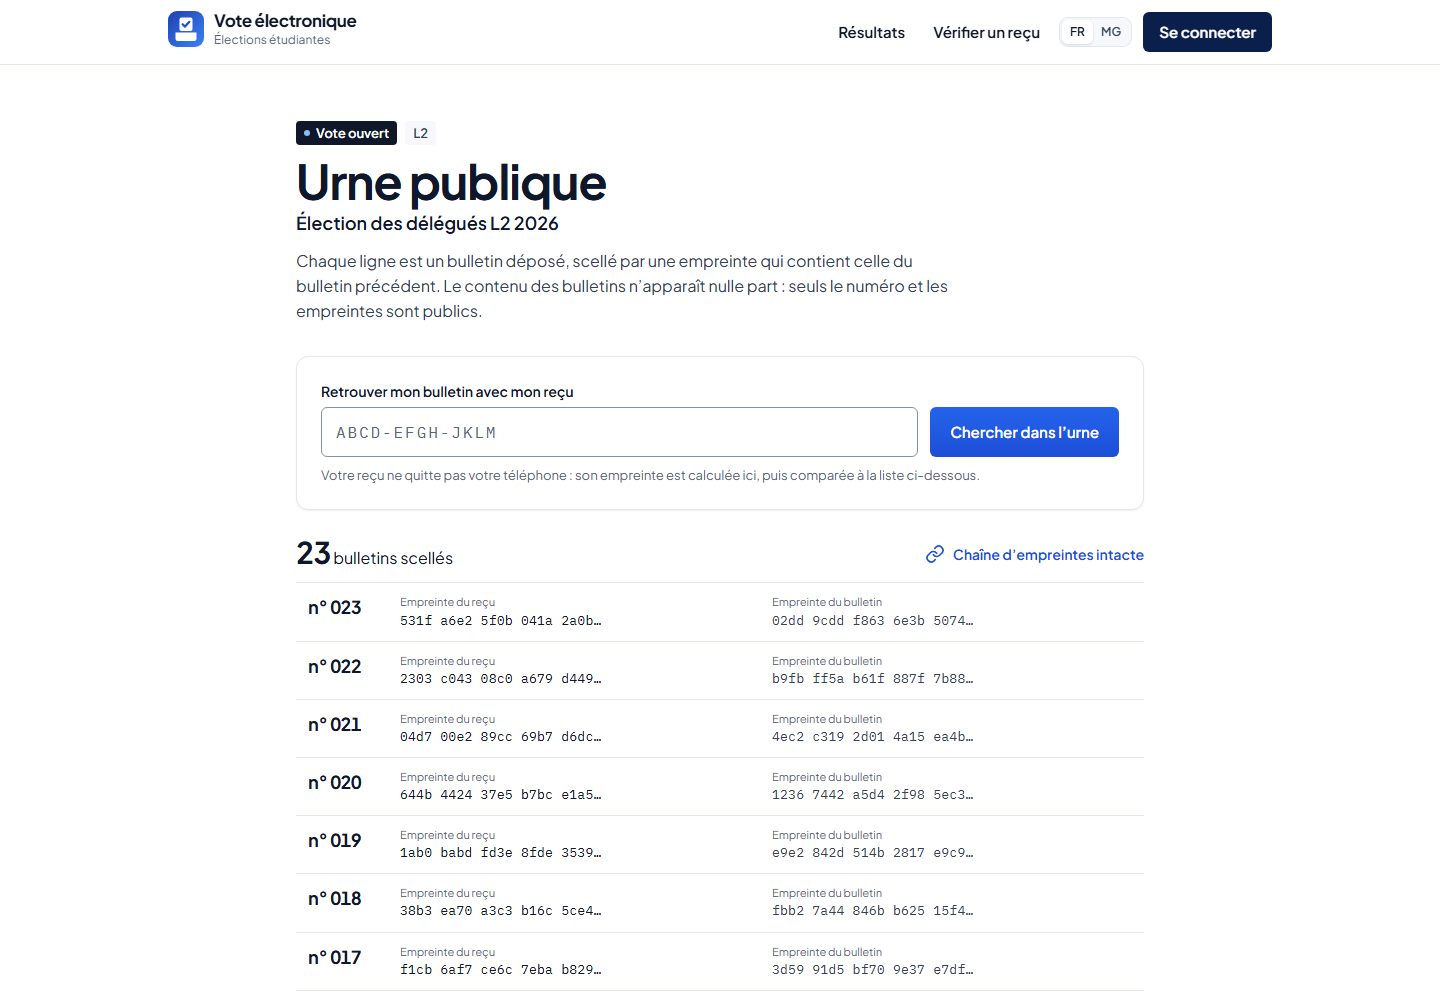 Vote électronique
Élections étudiantes
Résultats
Vérifier un reçu
FR
MG
Se connecter
Vote ouvert
L2
Urne publique
Élection des délégués L2 2026
Chaque ligne est un bulletin déposé, scellé par une empreinte qui contient celle du
bulletin précédent. Le contenu des bulletins n’apparaît nulle part : seuls le numéro et les
empreintes sont publics.
Retrouver mon bulletin avec mon reçu
ABCD-EFGH-JKLM
Chercher dans l’urne
Votre reçu ne quitte pas votre téléphone : son empreinte est calculée ici, puis comparée à la liste ci-dessous.
23 bulletins scellés
Chaîne d’empreintes intacte
n° 023
Empreinte du reçu
531f a6e2 5f0b 041a 2a0b…
Empreinte du bulletin
02dd 9cdd f863 6e3b 5074…
n° 022
Empreinte du reçu
2303 c043 08c0 a679 d449…
Empreinte du bulletin
b9fb ff5a b61f 887f 7b88…
n° 021
Empreinte du reçu
04d7 00e2 89cc 69b7 d6dc…
Empreinte du bulletin
4ec2 c319 2d01 4a15 ea4b…
n° 020
Empreinte du reçu
644b 4424 37e5 b7bc e1a5…
Empreinte du bulletin
1236 7442 a5d4 2f98 5ec3…
n° 019
Empreinte du reçu
1ab0 babd fd3e 8fde 3539…
Empreinte du bulletin
e9e2 842d 514b 2817 e9c9…
n° 018
Empreinte du reçu
38b3 ea70 a3c3 b16c 5ce4…
Empreinte du bulletin
fbb2 7a44 846b b625 15f4…
n° 017
Empreinte du reçu
f1cb 6af7 ce6c 7eba b829…
Empreinte du bulletin
3d59 91d5 bf70 9e37 e7df…